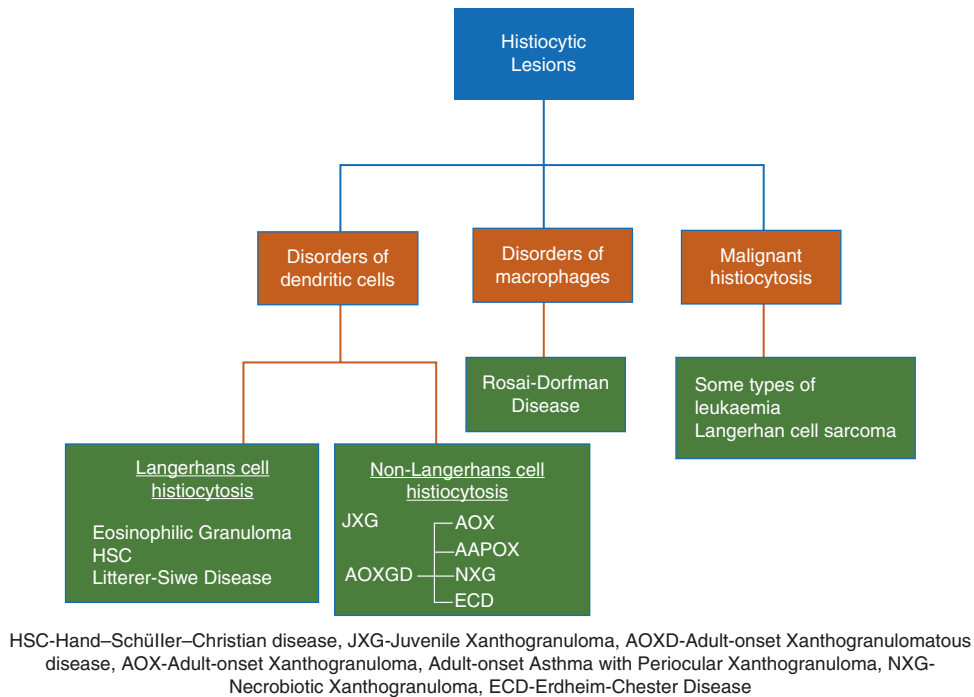 Histiocytic
Lesions
Disorders of
dendritic cells
Disorders of
macrophages
Malignant
histiocytosis
Rosai-Dorfman
Disease
Some types of
leukaemia
Langerhan cell sarcoma
Langerhans cell
histiocytosis
Eosinophilic Granuloma
HSC
Litterer-Siwe Disease
Non-Langerhans cell
histiocytosis
JXG
AOXGD
AOX
AAPOX
NXG
ECD
HSC-Hand–Schüller–Christian disease, JXG-Juvenile Xanthogranuloma, AOXD-Adult-onset Xanthogranulomatous
disease, AOX-Adult-onset Xanthogranuloma, Adult-onset Asthma with Periocular Xanthogranuloma, NXG-
Necrobiotic Xanthogranuloma, ECD-Erdheim-Chester Disease